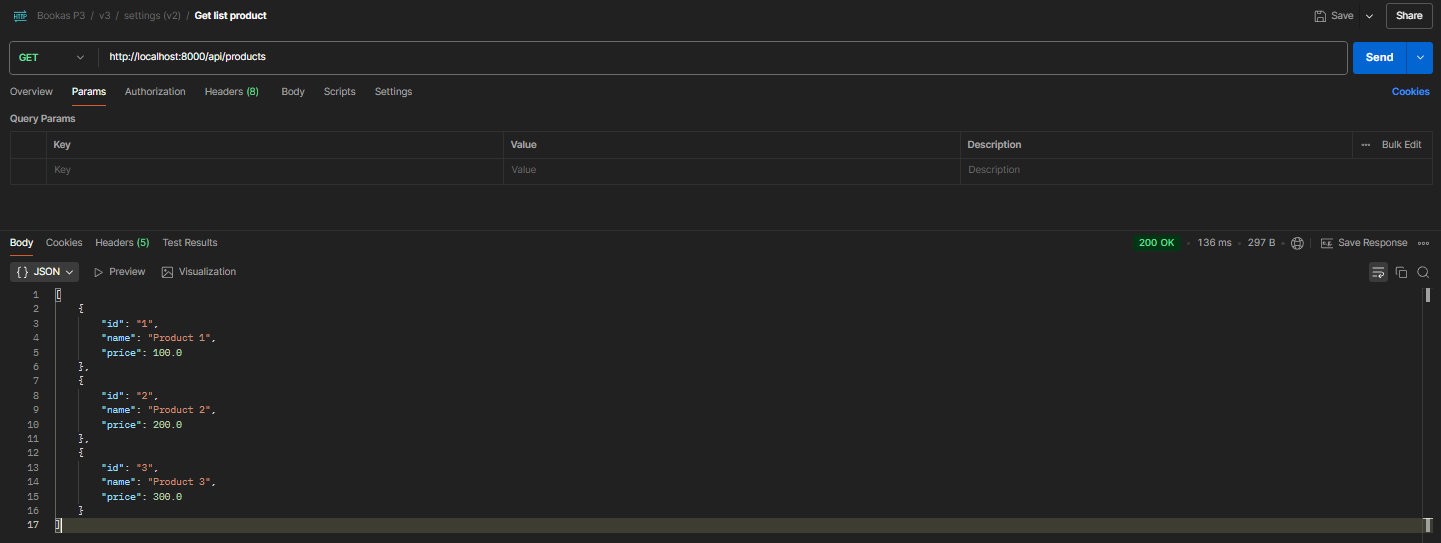 HTTP Bookas P3 / v3 / settings (v2) / Get list product Save Share
GET http://localhost:8000/api/products Send
Overview Params Authorization Headers (8) Body Scripts Settings Cookies
Query Params
Key Value Description ••• Bulk Edit
Key Value Description
Body Cookies Headers (5) Test Results 200 OK • 136 ms • 297 B • e.g. Save Response •••
{ } JSON Preview Visualization
1 [
2 {
3 "id": "1",
4 "name": "Product 1",
5 "price": 100.0
6 },
7 {
8 "id": "2",
9 "name": "Product 2",
10 "price": 200.0
11 },
12 {
13 "id": "3",
14 "name": "Product 3",
15 "price": 300.0
16 }
17 ]